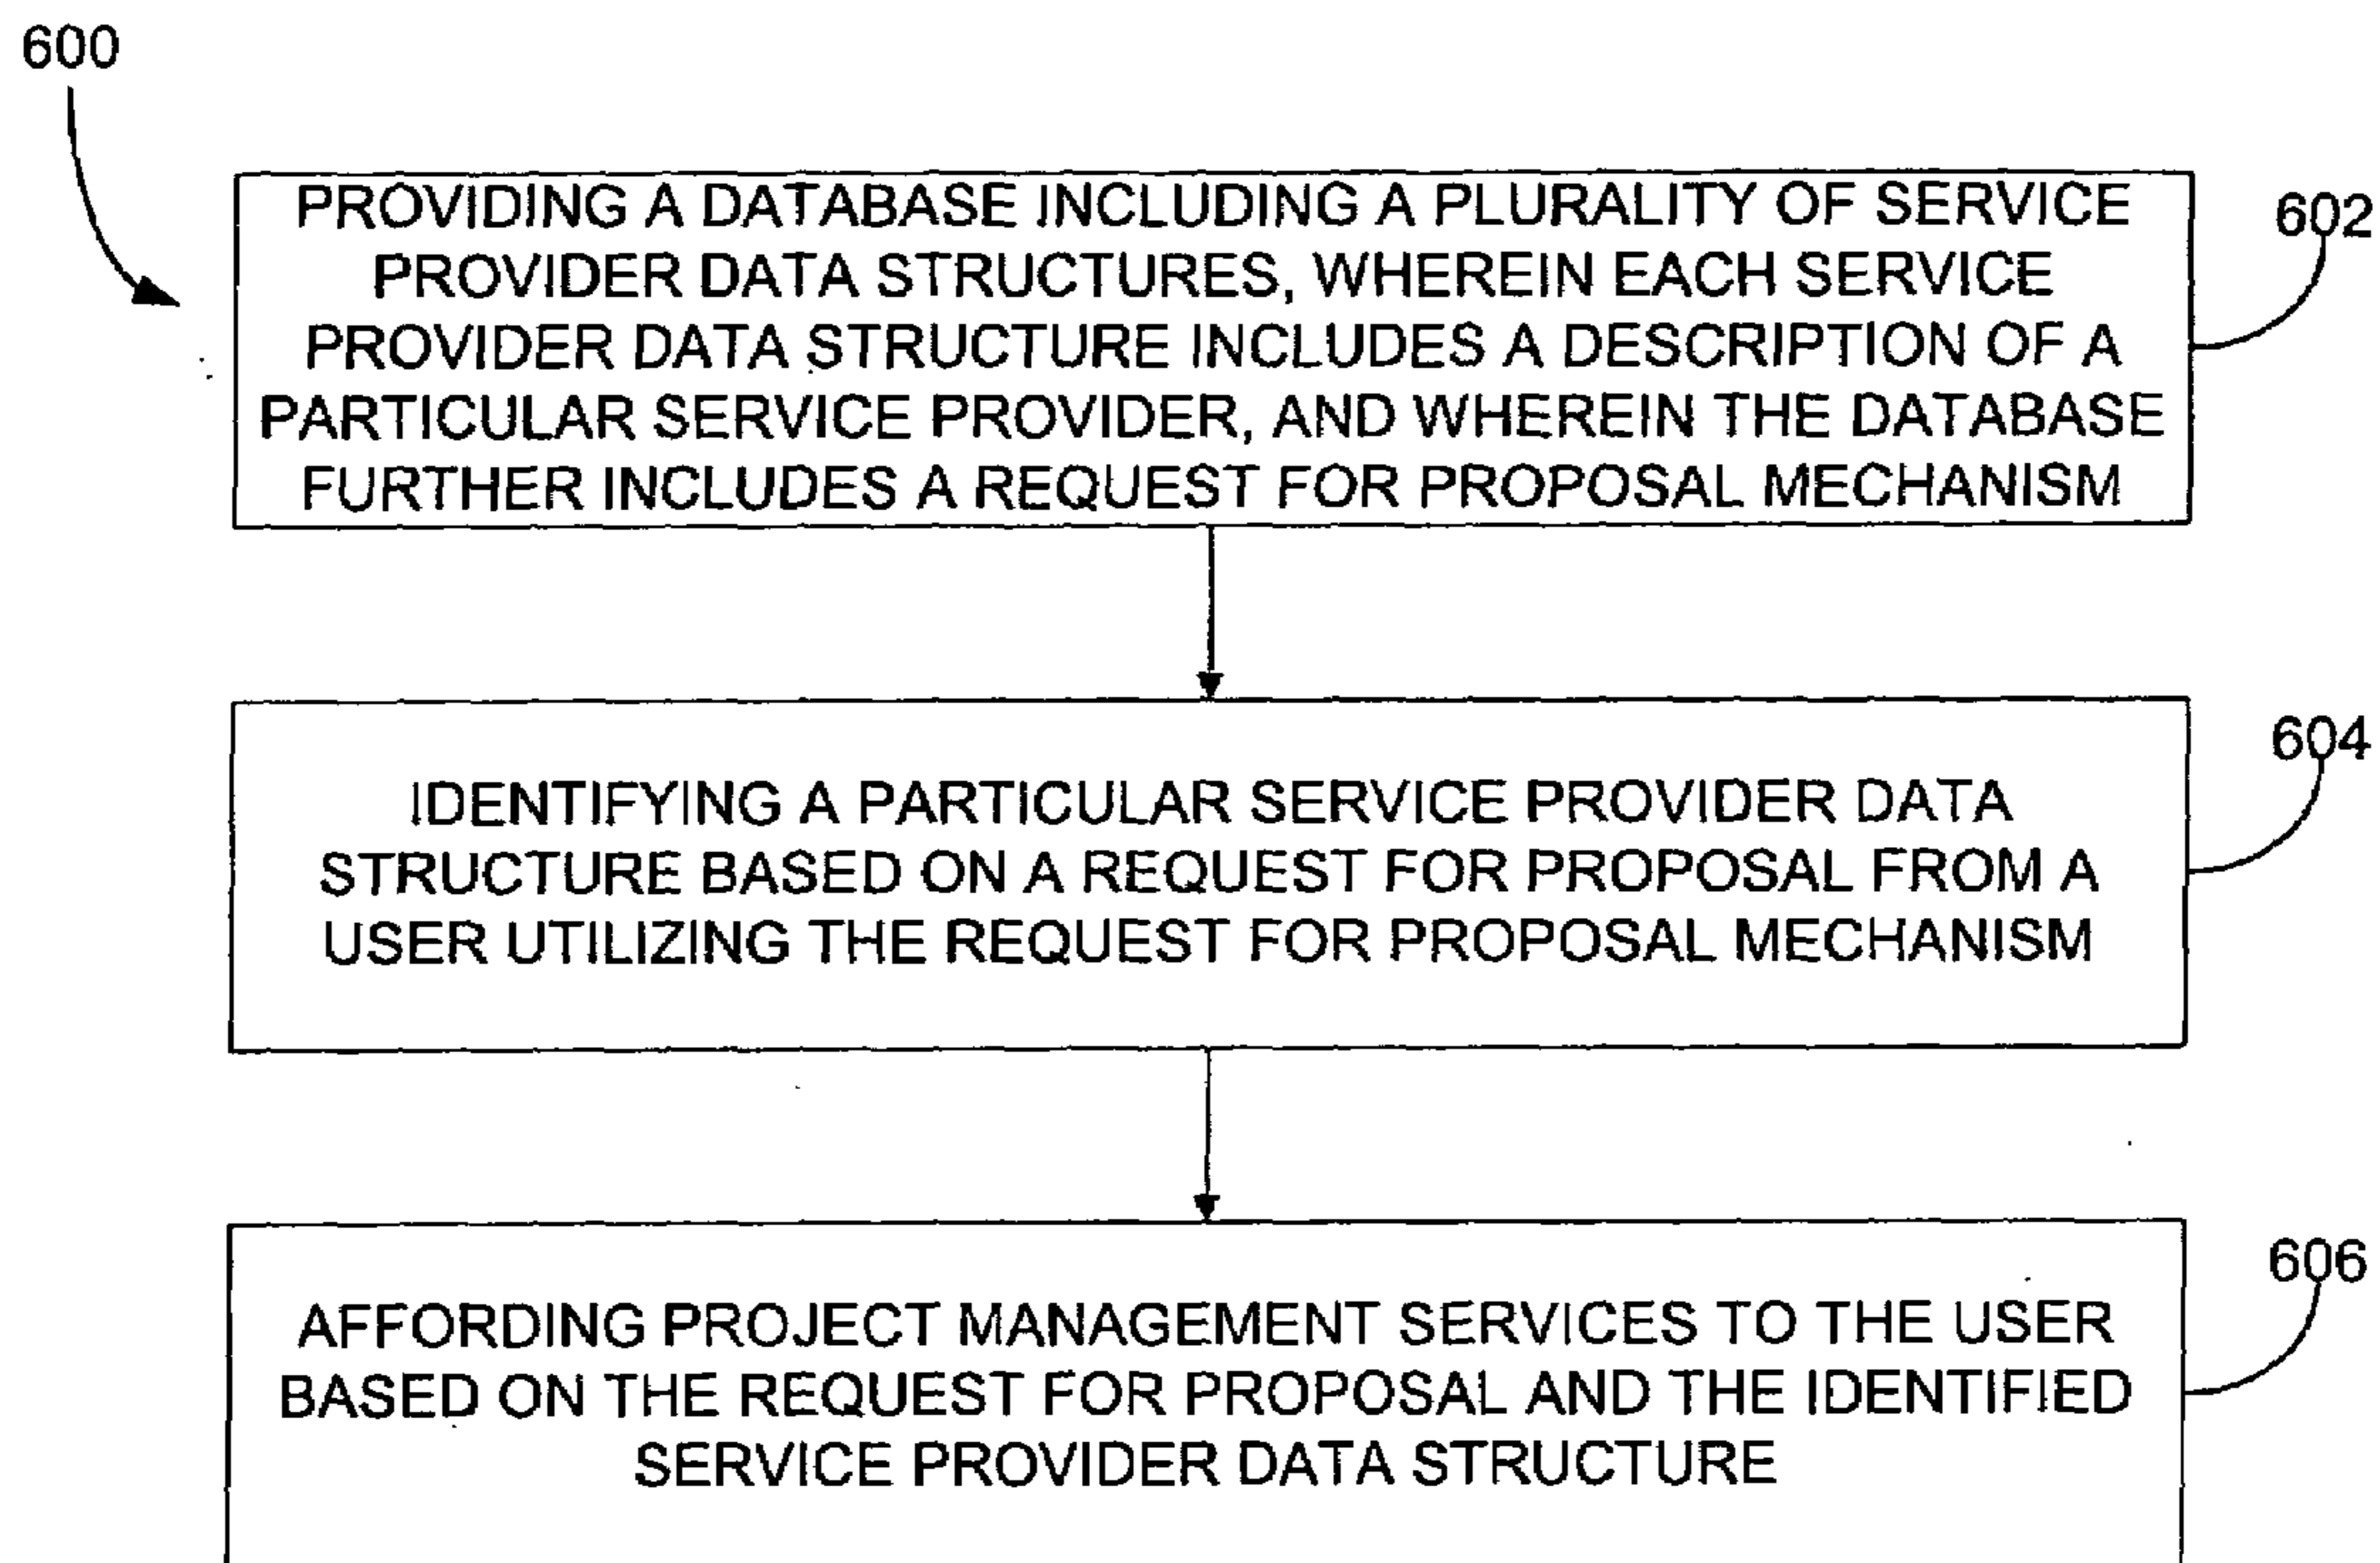 600
PROVIDING A DATABASE INCLUDING A PLURALITY OF SERVICE
PROVIDER DATA STRUCTURES, WHEREIN EACH SERVICE
PROVIDER DATA STRUCTURE INCLUDES A DESCRIPTION OF A
PARTICULAR SERVICE PROVIDER, AND WHEREIN THE DATABASE
FURTHER INCLUDES A REQUEST FOR PROPOSAL MECHANISM
602
IDENTIFYING A PARTICULAR SERVICE PROVIDER DATA
STRUCTURE BASED ON A REQUEST FOR PROPOSAL FROM A
USER UTILIZING THE REQUEST FOR PROPOSAL MECHANISM
604
AFFORDING PROJECT MANAGEMENT SERVICES TO THE USER
BASED ON THE REQUEST FOR PROPOSAL AND THE IDENTIFIED
SERVICE PROVIDER DATA STRUCTURE
606